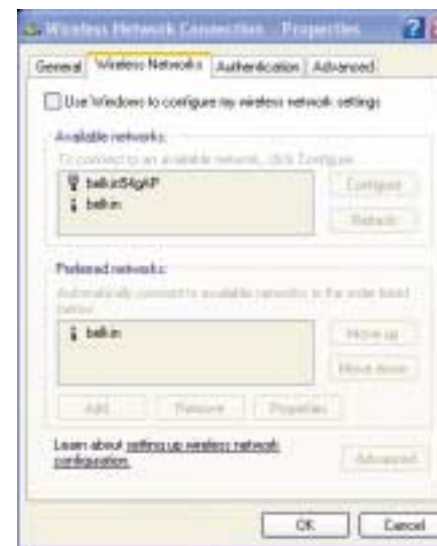 Wireless Network Connection - Properties
General Wireless Networks Authentication Advanced
Use Windows to configure my wireless network settings
Available networks:
To connect to an available network, click Configure
belkin54gAP
Configure
belkin
Refresh
Preferred networks:
Automatically connect to available networks in the order listed
below:
belkin
Move up
Move down
Add... Remove Properties
Learn about setting up wireless network
configuration.
Advanced
OK Cancel